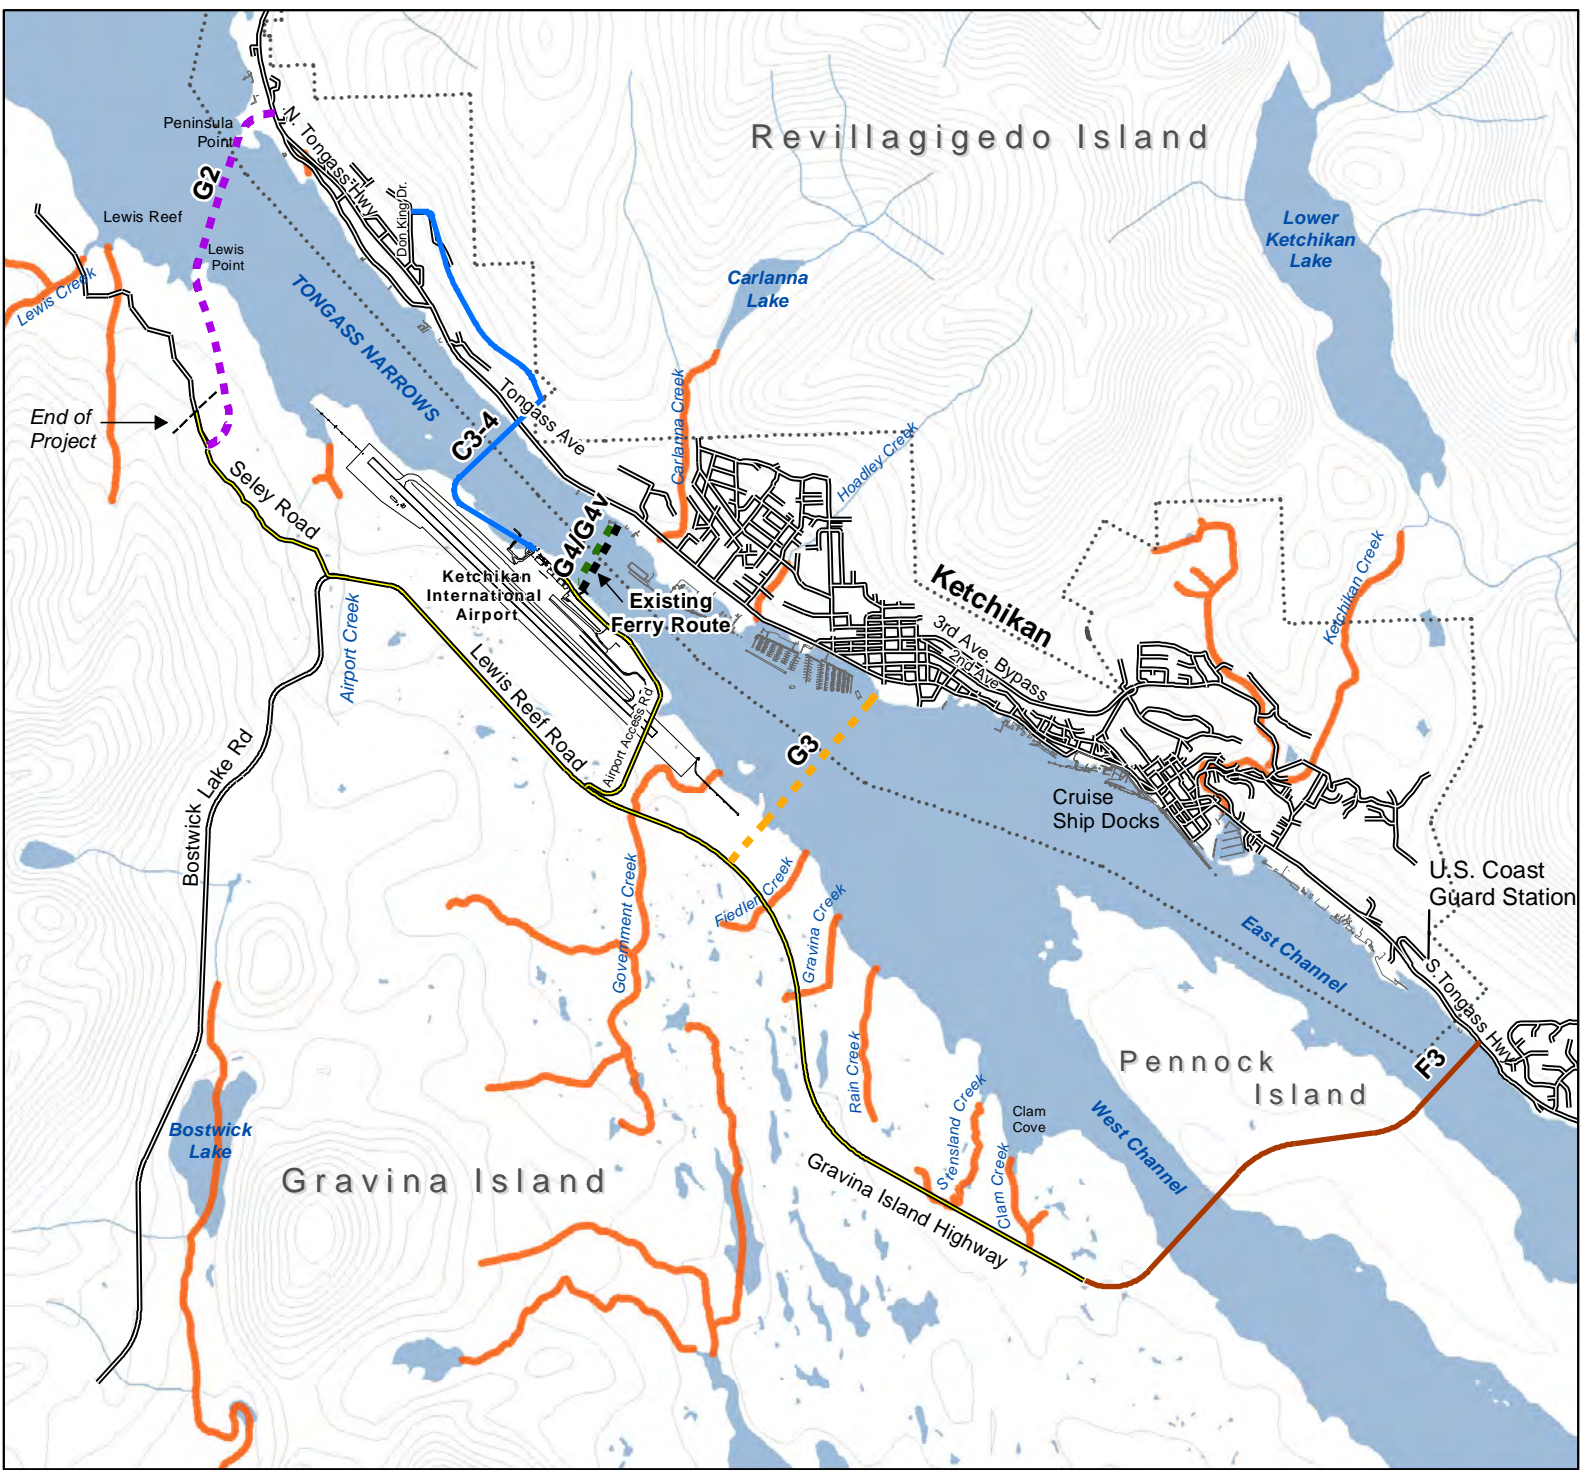 Revillagigedo Island
Peninsula
Point
N. Tongass Hwy
G2
Don King Dr.
Lewis Reef
Lewis
Point
Lower
Ketchikan
Lake
Carlanna
Lake
Lewis Creek
TONGASS NARROWS
End of
Project
C3-4
Tongass Ave
Carlanna Creek
Hoadley Creek
Seley Road
G4/G4v
Ketchikan
International
Airport
Existing
Ferry Route
Ketchikan
3rd Ave. Bypass
2nd Ave
Ketchikan Creek
Airport Creek
Lewis Reef Road
Airport Access Rd
G3
Bostwick Lake Rd
Cruise
Ship Docks
U.S. Coast
Guard Station
Government Creek
Fiedler Creek
Gravina Creek
East Channel
S.Tongass Hwy
F3
Rain Creek
Pennock
Island
Stensland Creek
Clam
Cove
Clam Creek
West Channel
Bostwick
Lake
Gravina Island
Gravina Island Highway